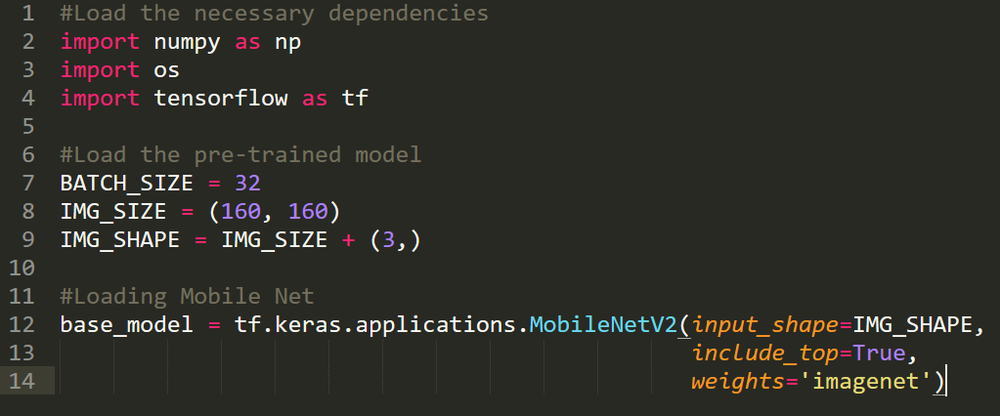 1 #Load the necessary dependencies
2 import numpy as np
3 import os
4 import tensorflow as tf
5
6 #Load the pre-trained model
7 BATCH_SIZE = 32
8 IMG_SIZE = (160, 160)
9 IMG_SHAPE = IMG_SIZE + (3,)
10
11 #Loading Mobile Net
12 base_model = tf.keras.applications.MobileNetV2(input_shape=IMG_SHAPE,
13 include_top=True,
14 weights='imagenet')